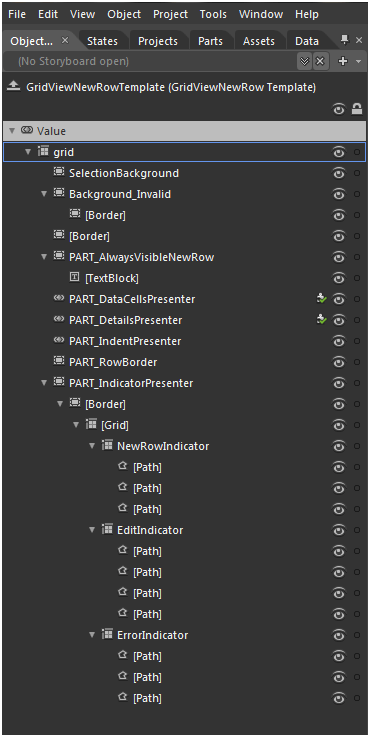 File Edit View Object Project Tools Window Help
Object... × States Projects Parts Assets Data
(No Storyboard open)
GridViewNewRowTemplate (GridViewNewRow Template)
Value
grid
SelectionBackground
Background_Invalid
[Border]
[Border]
PART_AlwaysVisibleNewRow
[TextBlock]
PART_DataCellsPresenter
PART_DetailsPresenter
PART_IndentPresenter
PART_RowBorder
PART_IndicatorPresenter
[Border]
[Grid]
NewRowIndicator
[Path]
[Path]
[Path]
EditIndicator
[Path]
[Path]
[Path]
[Path]
ErrorIndicator
[Path]
[Path]
[Path]